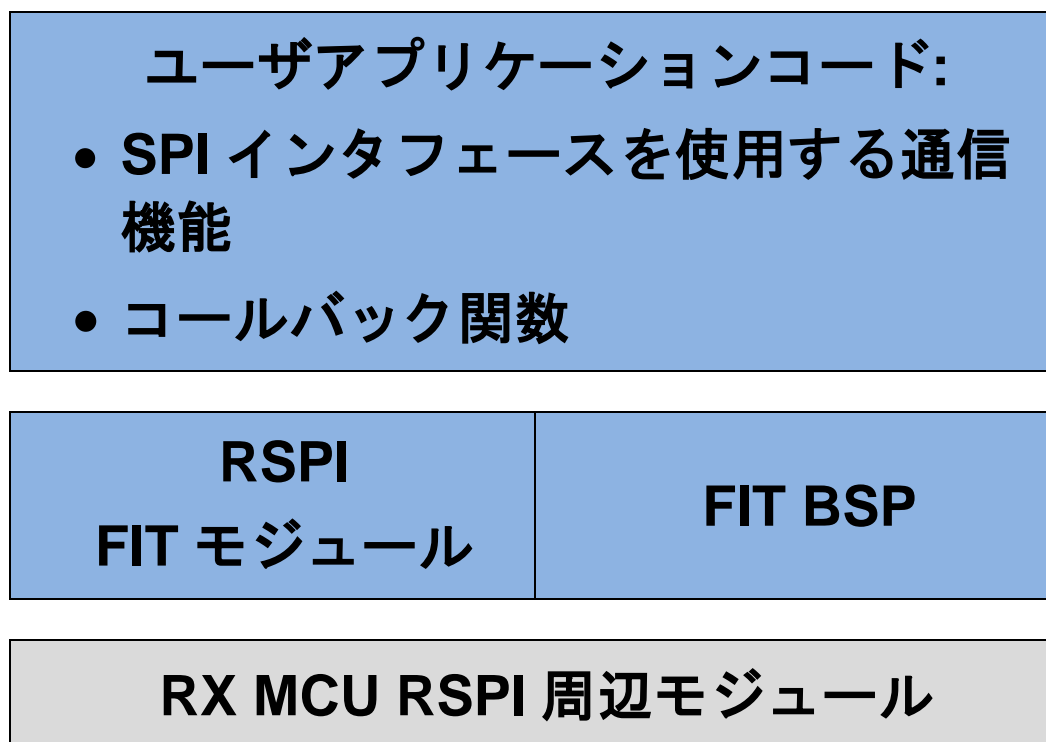 ユーザアプリケーションコード:
• SPI インタフェースを使用する通信
機能
• コールバック関数
RSPI
FIT モジュール
FIT BSP
RX MCU RSPI 周辺モジュール